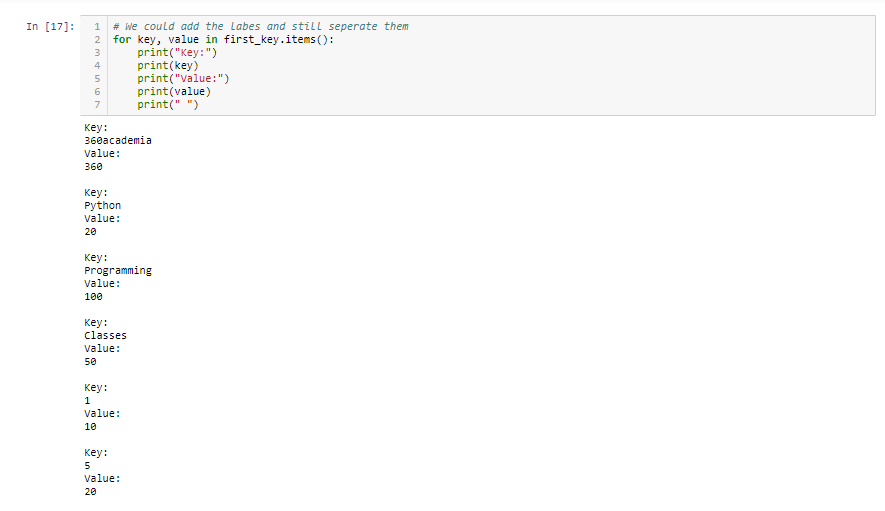 In [17]:
1 # We could add the Labes and still seperate them
2 for key, value in first_key.items():
3     print("Key:")
4     print(key)
5     print("Value:")
6     print(value)
7     print(" ")
Key:
360academia
Value:
360
Key:
Python
Value:
20
Key:
Programming
Value:
100
Key:
Classes
Value:
50
Key:
1
Value:
10
Key:
5
Value:
20